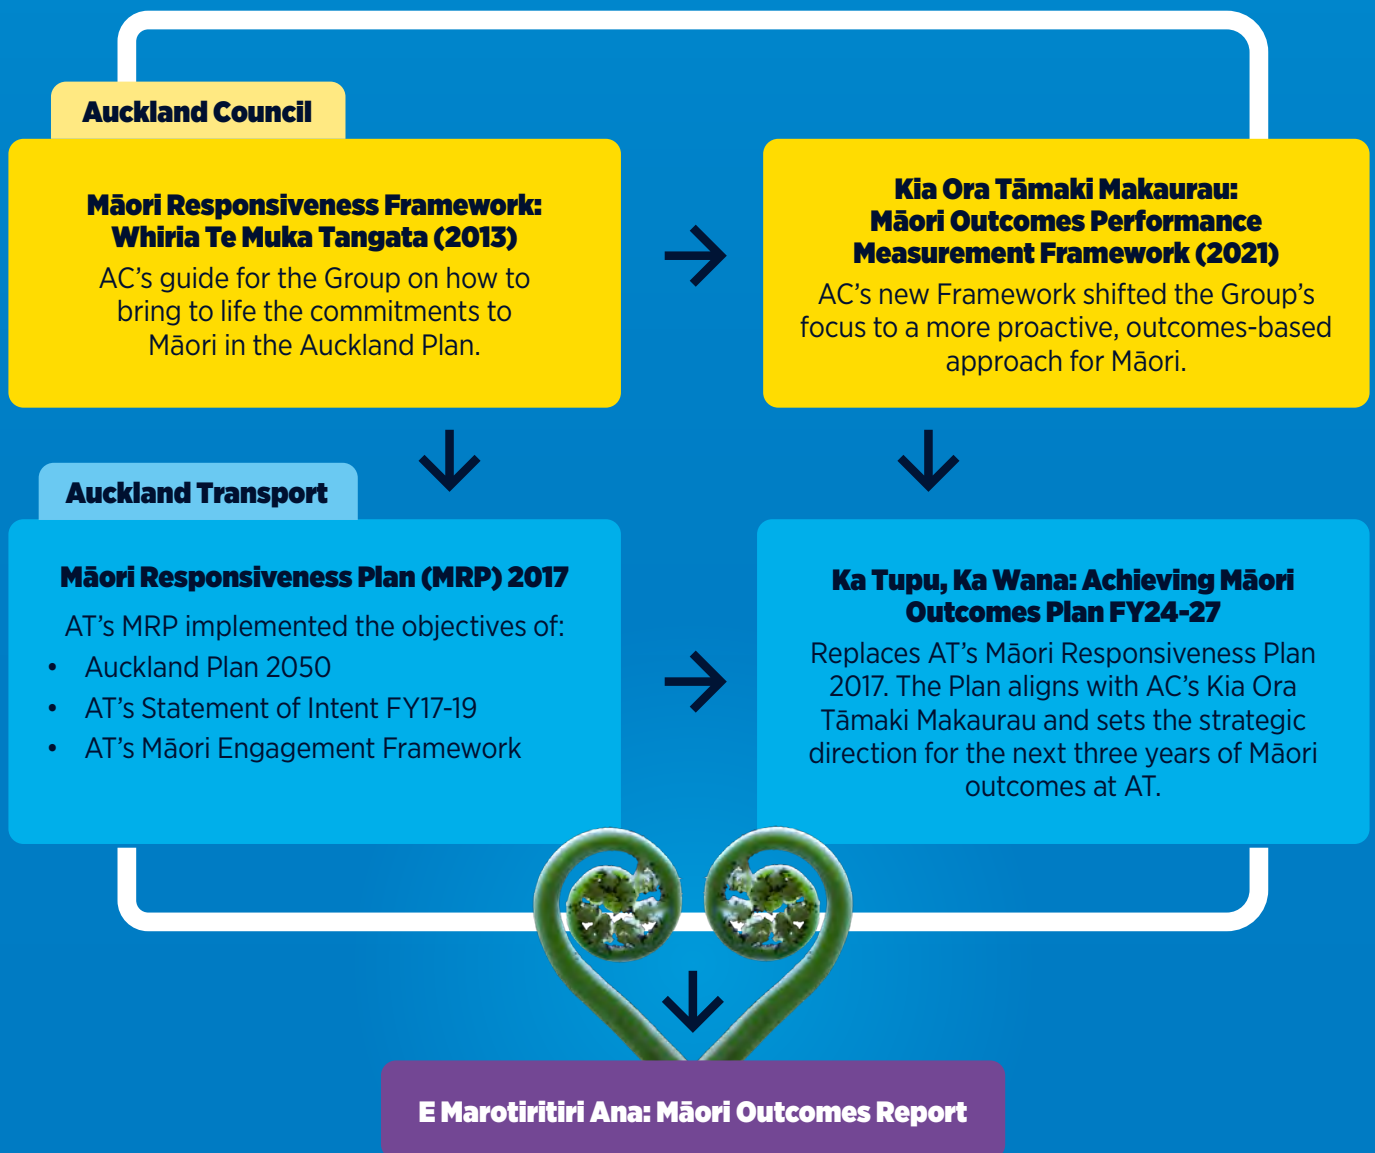 Auckland Council
Māori Responsiveness Framework:
Whiria Te Muka Tangata (2013)
AC's guide for the Group on how to
bring to life the commitments to
Māori in the Auckland Plan.
Kia Ora Tāmaki Makaurau:
Māori Outcomes Performance
Measurement Framework (2021)
AC's new Framework shifted the Group's
focus to a more proactive, outcomes-based
approach for Māori.
Auckland Transport
Māori Responsiveness Plan (MRP) 2017
AT's MRP implemented the objectives of:
• Auckland Plan 2050
• AT's Statement of Intent FY17-19
• AT's Māori Engagement Framework
Ka Tupu, Ka Wana: Achieving Māori
Outcomes Plan FY24-27
Replaces AT's Māori Responsiveness Plan
2017. The Plan aligns with AC's Kia Ora
Tāmaki Makaurau and sets the strategic
direction for the next three years of Māori
outcomes at AT.
E Marotiritiri Ana: Māori Outcomes Report